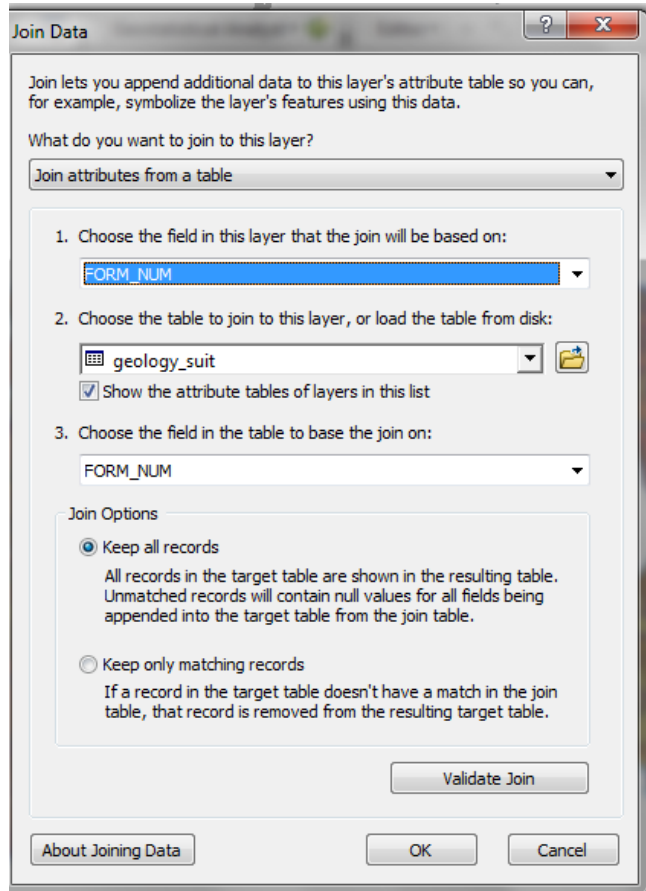 Join Data
Join lets you append additional data to this layer's attribute table so you can,
for example, symbolize the layer's features using this data.
What do you want to join to this layer?
Join attributes from a table
1. Choose the field in this layer that the join will be based on:
FORM_NUM
2. Choose the table to join to this layer, or load the table from disk:
geology_suit
Show the attribute tables of layers in this list
3. Choose the field in the table to base the join on:
FORM_NUM
Join Options
Keep all records
All records in the target table are shown in the resulting table.
Unmatched records will contain null values for all fields being
appended into the target table from the join table.
Keep only matching records
If a record in the target table doesn't have a match in the join
table, that record is removed from the resulting target table.
Validate Join
About Joining Data
OK
Cancel